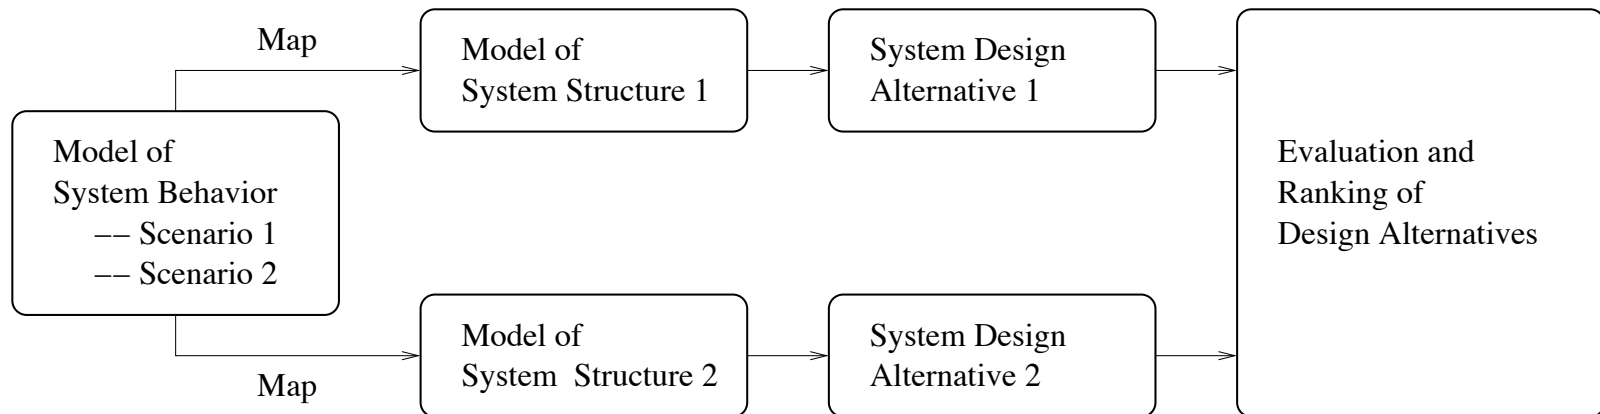 Map
Model of
System Structure 1
System Design
Alternative 1
Model of
System Behavior
−− Scenario 1
−− Scenario 2
Evaluation and
Ranking of
Design Alternatives
Model of
System Structure 2
System Design
Alternative 2
Map